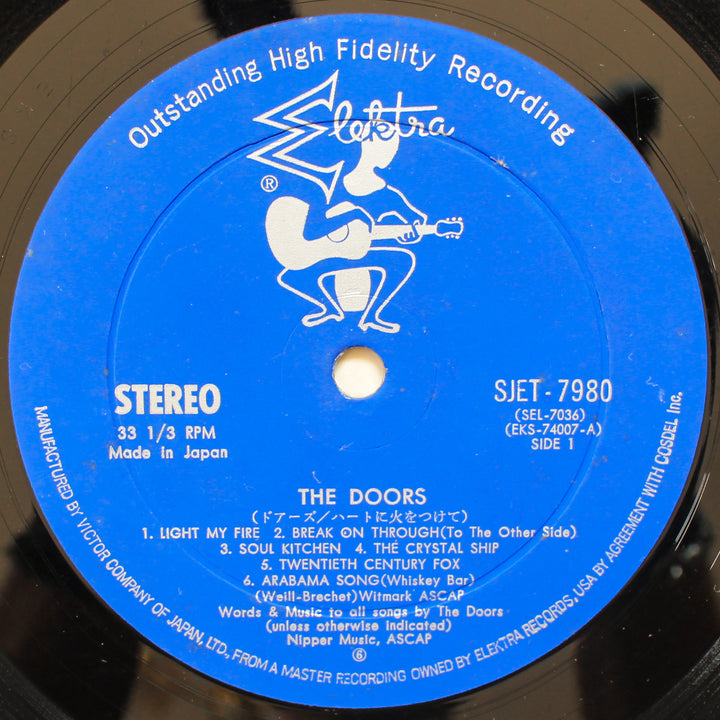 Outstanding High Fidelity Recording
Elektra
®
STEREO
33 1/3 RPM
Made in Japan
SJET-7980
(SEL-7036)
(EKS-74007-A)
SIDE 1
THE DOORS
(ドアーズ/ハートに火をつけて)
1. LIGHT MY FIRE 2. BREAK ON THROUGH(To The Other Side)
3. SOUL KITCHEN 4. THE CRYSTAL SHIP
5. TWENTIETH CENTURY FOX
6. ARABAMA SONG(Whiskey Bar)
(Weill-Brechet)Witmark ASCAP
Words & Music to all songs by The Doors
(unless otherwise indicated)
Nipper Music, ASCAP
⑥
MANUFACTURED BY VICTOR COMPANY OF JAPAN, LTD., FROM A MASTER RECORDING OWNED BY ELEKTRA RECORDS, USA BY AGREEMENT WITH COSDEL Inc.